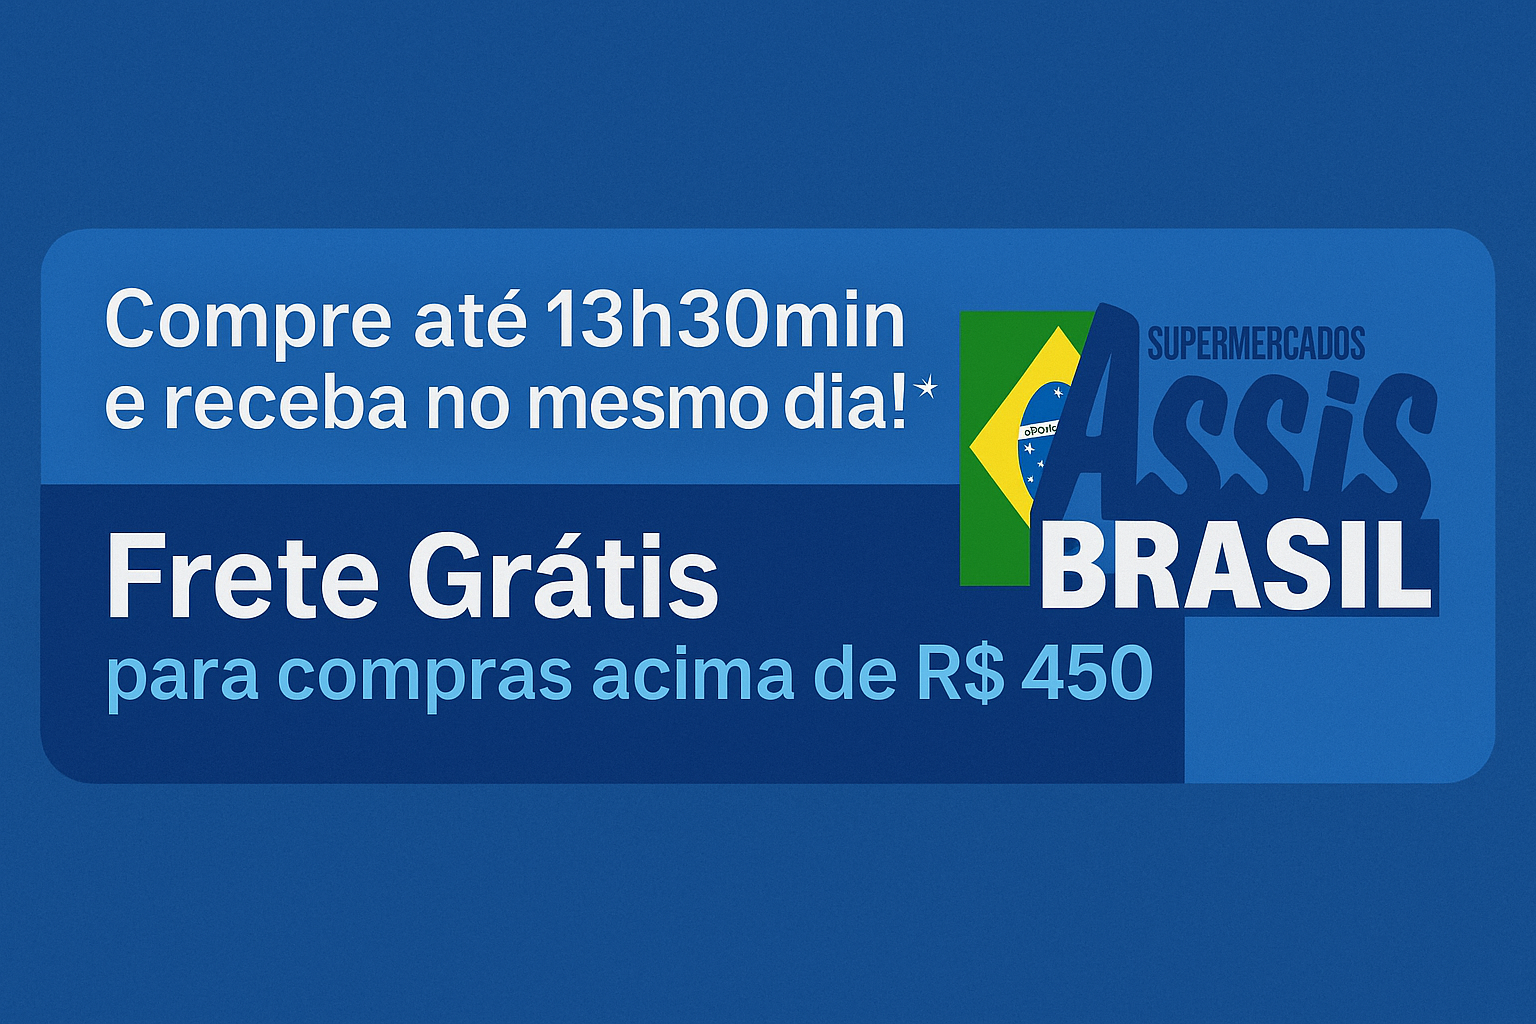 Compre até 13h30min
e receba no mesmo dia!*
Frete Grátis
para compras acima de R$ 450
SUPERMERCADOS
Assis
BRASIL